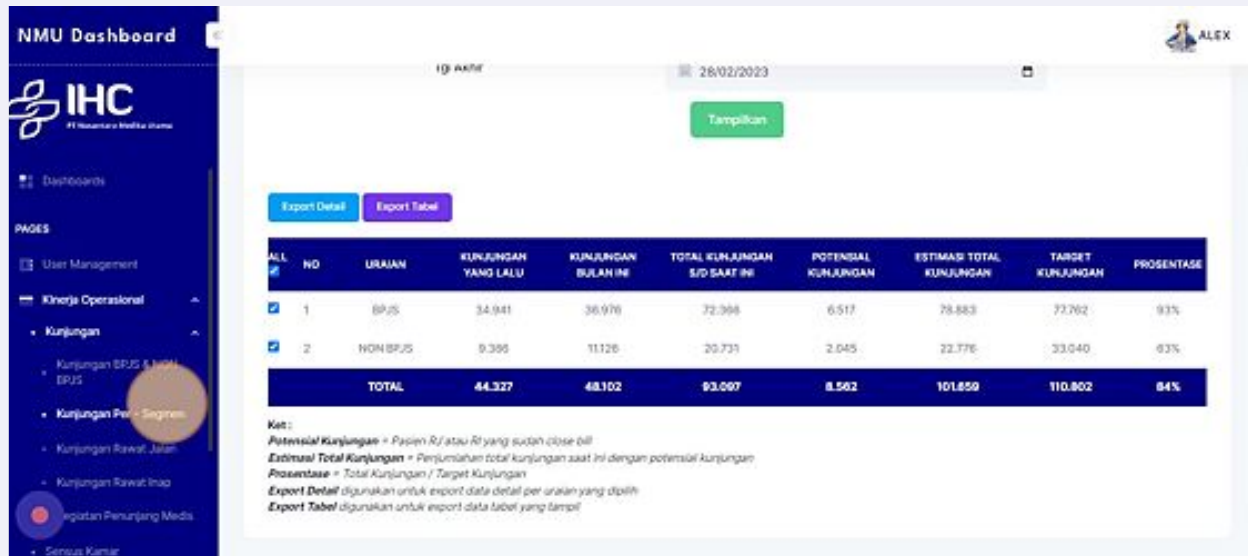 NMU Dashboard
ALEX
IHC
PT Nusantara Medika Utama
Tgl Akhir
28/02/2023
Tampilkan
Dashboards
PAGES
User Management
Kinerja Operasional
Kunjungan
Kunjungan BPJS & NON
BPJS
Kunjungan Per - Segmen
Kunjungan Rawat Jalan
Kunjungan Rawat Inap
egiatan Penunjang Medis
Sensus Kamar
Export Detail Export Tabel
ALL NO URAIAN KUNJUNGAN YANG LALU KUNJUNGAN BULAN INI TOTAL KUNJUNGAN S/D SAAT INI POTENSIAL KUNJUNGAN ESTIMASI TOTAL KUNJUNGAN TARGET KUNJUNGAN PROSENTASE
1 BPJS 34.941 36.976 72.366 6.517 78.883 77.762 93%
2 NON BPJS 9.386 11.126 20.731 2.045 22.776 33.040 63%
TOTAL 44.327 48.102 93.097 8.562 101.659 110.802 84%
Ket :
Potensial Kunjungan = Pasien RJ atau RI yang sudah close bill
Estimasi Total Kunjungan = Penjumlahan total kunjungan saat ini dengan potensial kunjungan
Prosentase = Total Kunjungan / Target Kunjungan
Export Detail digunakan untuk export data detail per uraian yang dipilih
Export Tabel digunakan untuk export data tabel yang tampil